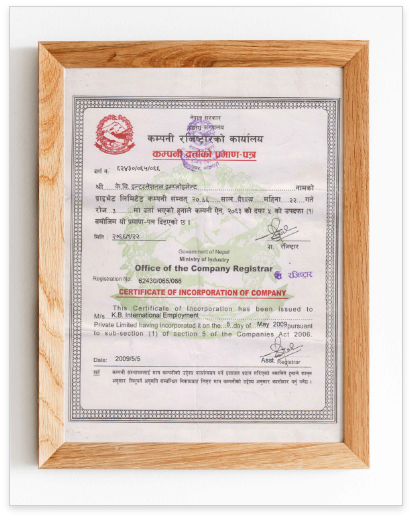 नेपाल सरकार
उद्योग मन्त्रालय
कम्पनी रजिष्ट्रारको कार्यालय
कम्पनी दर्ताको प्रमाण-पत्र
दर्ता नं. ६२४३०/०६५/०६६
श्री के.बि. इन्टरनेशनल इम्प्लोइमेन्ट नामको
प्राइभेट लिमिटेड कम्पनी संम्वत् २०६६ साल वैशाख महिना २२ गते
रोज ३ मा दर्ता भएको हुनाले कम्पनी ऐन, २०६३ को दफा ५ को उपदफा (१)
बमोजिम यो प्रमाण-पत्र दिइएको छ ।
मिति २०६६/१/२२
रजिष्ट्रार
Government of Nepal
Ministry of Industry
Office of the Company Registrar
रजिष्ट्रार
Registration No. 62430/065/066
CERTIFICATE OF INCORPORATION OF COMPANY
This Certificate of Incorporation has been issued to
M/s. K.B. International Employment
Private Limited having incorporated it on the 5 day of May 2009 pursuant
to sub-section (1) of section 5 of the Companies Act 2006.
Date: 2009/5/5
Asst. Registrar